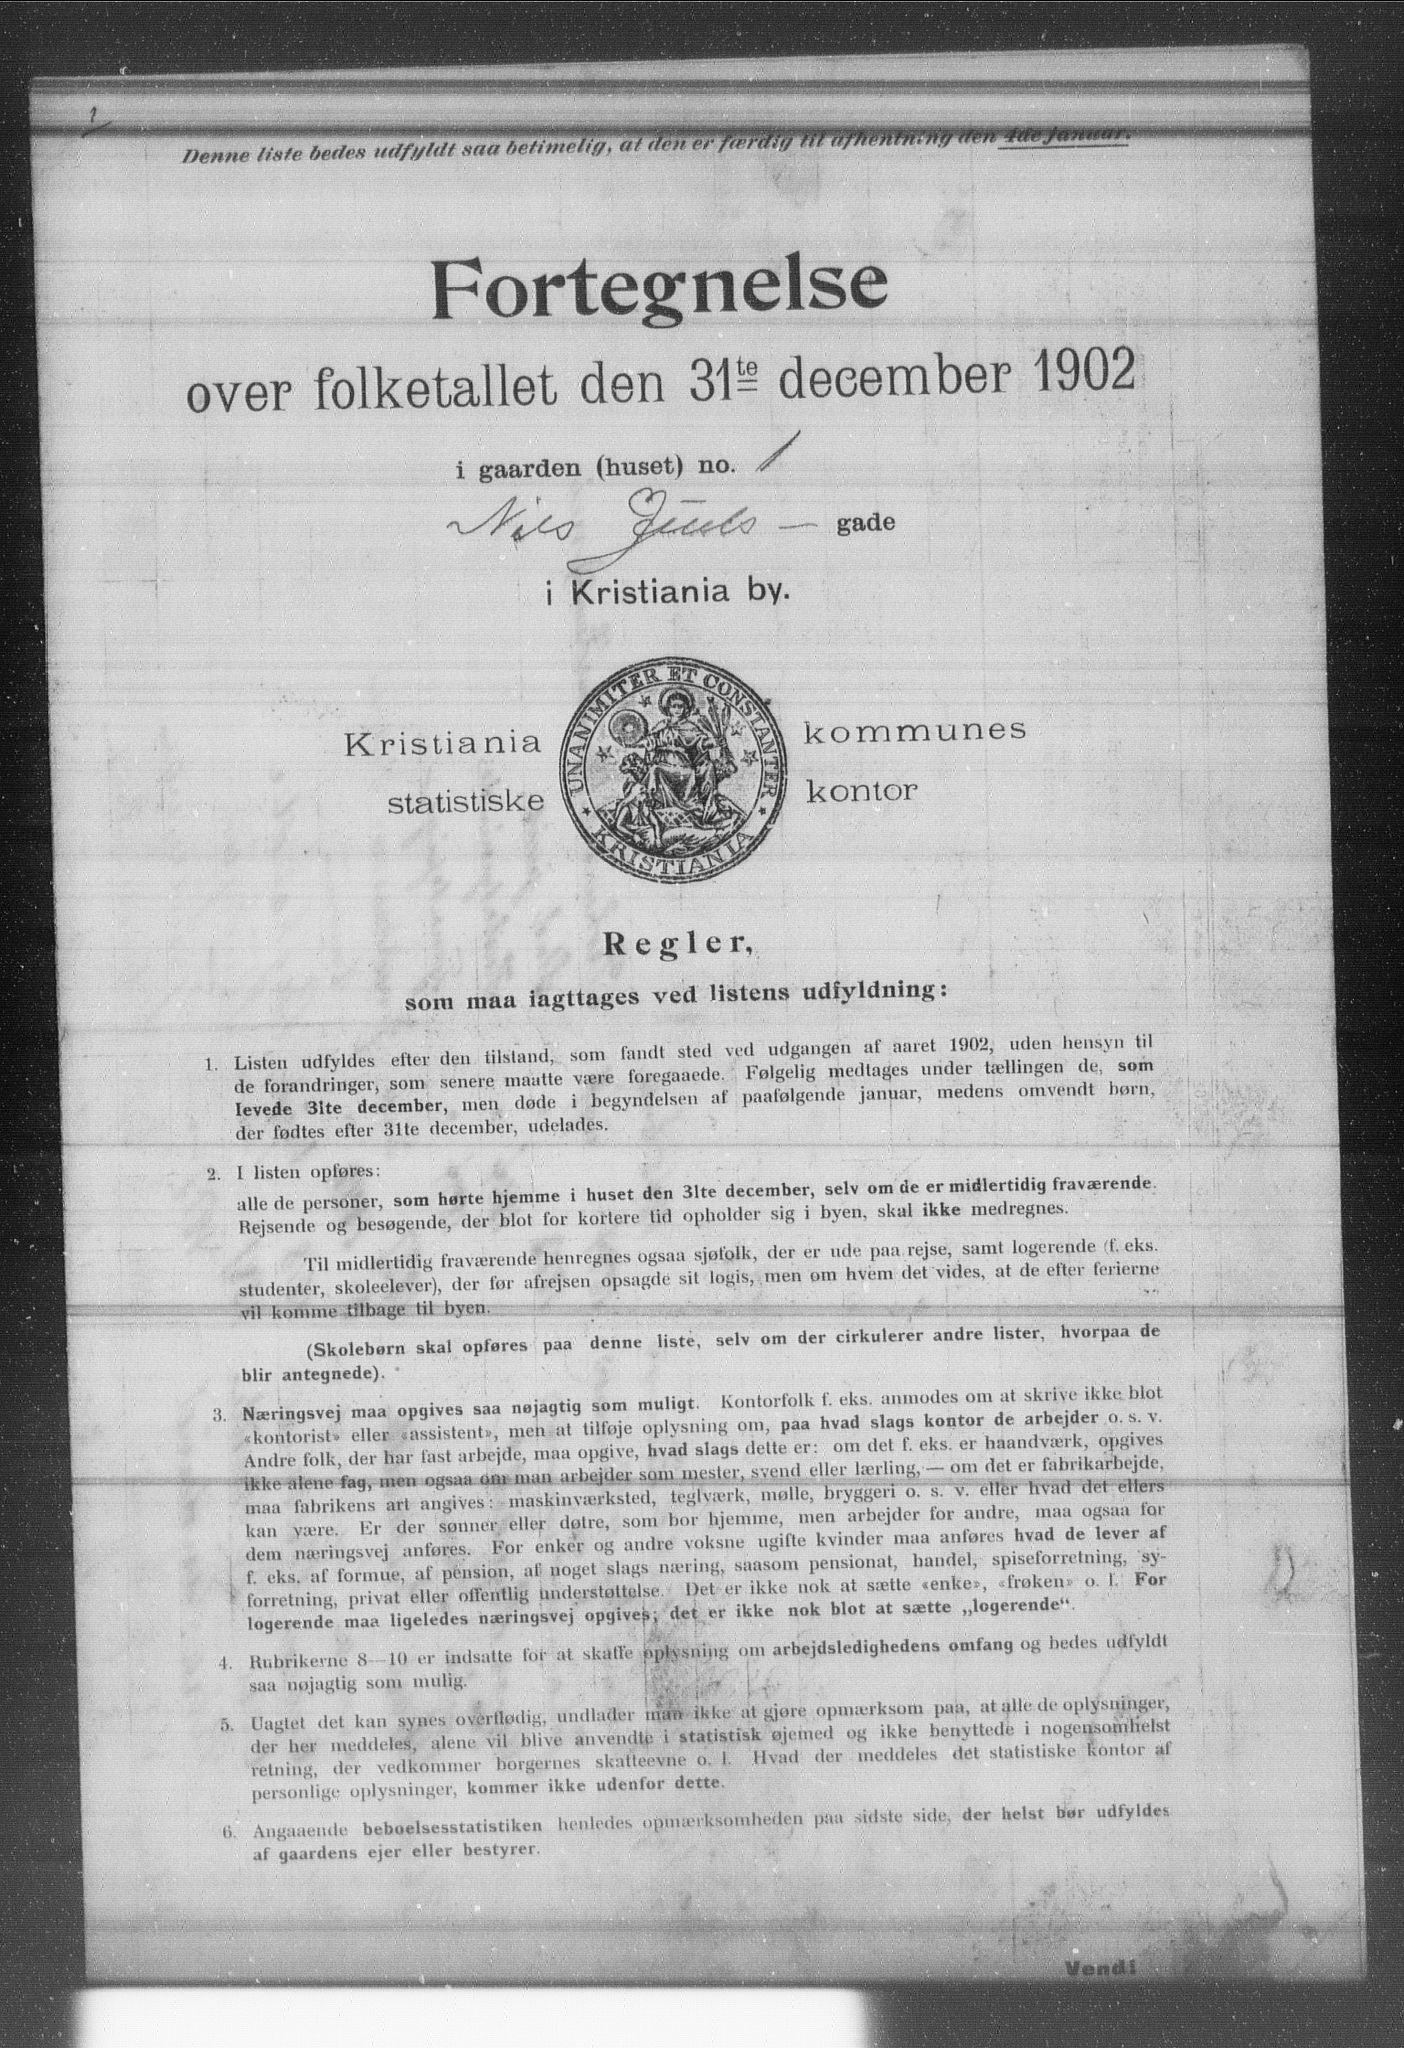 1
Denne liste bedes udfyldt saa betimelig, at den er færdig til afhentning den 4de januar.
Fortegnelse
over folketallet den 31te december 1902
i gaarden (huset) no. 1
Nils Juels — gade
i Kristiania by.
UNANIMITER ET CONSTANTER
KRISTIANIA
Kristiania kommunes
statistiske kontor
Regler,
som maa iagttages ved listens udfyldning:
1. Listen udfyldes efter den tilstand, som fandt sted ved udgangen af aaret 1902, uden hensyn til
de forandringer, som senere maatte være foregaaede. Følgelig medtages under tællingen de, som
levede 31te december, men døde i begyndelsen af paafølgende januar, medens omvendt børn,
der fødtes efter 31te december, udelades.
2. I listen opføres:
alle de personer, som hørte hjemme i huset den 31te december, selv om de er midlertidig fraværende.
Rejsende og besøgende, der blot for kortere tid opholder sig i byen, skal ikke medregnes.
Til midlertidig fraværende henregnes ogsaa sjøfolk, der er ude paa rejse, samt logerende (f. eks.
studenter, skoleelever), der før afrejsen opsagde sit logis, men om hvem det vides, at de efter ferierne
vil komme tilbage til byen.
(Skolebørn skal opføres paa denne liste, selv om der cirkulerer andre lister, hvorpaa de
blir antegnede).
3. Næringsvej maa opgives saa nøjagtig som muligt. Kontorfolk f. eks. anmodes om at skrive ikke blot
«kontorist» eller «assistent», men at tilføje oplysning om, paa hvad slags kontor de arbejder o. s. v.
Andre folk, der har fast arbejde, maa opgive, hvad slags dette er: om det f. eks. er haandværk, opgives
ikke alene fag, men ogsaa om man arbejder som mester, svend eller lærling, — om det er fabrikarbejde,
maa fabrikens art angives: maskinværksted, teglværk, mølle, bryggeri o. s. v. eller hvad det ellers
kan være. Er der sønner eller døtre, som bor hjemme, men arbejder for andre, maa ogsaa for
dem næringsvej anføres. For enker og andre voksne ugifte kvinder maa anføres hvad de lever af
f. eks. af formue, af pension, af noget slags næring, saasom pensionat, handel, spiseforretning, sy-
forretning, privat eller offentlig understøttelse. Det er ikke nok at sætte «enke», «frøken» o. l. For
logerende maa ligeledes næringsvej opgives; det er ikke nok blot at sætte „logerende“.
4. Rubrikerne 8—10 er indsatte for at skaffe oplysning om arbejdsledighedens omfang og bedes udfyldt
saa nøjagtig som mulig.
5. Uagtet det kan synes overflødig, undlader man ikke at gjøre opmærksom paa, at alle de oplysninger,
der her meddeles, alene vil blive anvendte i statistisk øjemed og ikke benyttede i nogensomhelst
retning, der vedkommer borgernes skatteevne o. l. Hvad der meddeles det statistiske kontor af
personlige oplysninger, kommer ikke udenfor dette.
6. Angaaende beboelsesstatistiken henledes opmærksomheden paa sidste side, der helst bør udfyldes
af gaardens ejer eller bestyrer.
Vend!